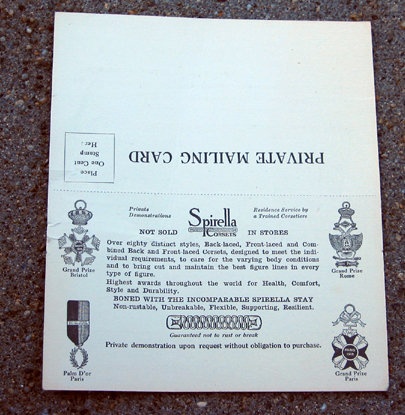 PRIVATE MAILING CARD
Place
One Cent
Stamp
Here
Private
Demonstrations
Spirella
CORSETS
Residence Service by
a Trained Corsetiere
NOT SOLD
IN STORES
Over eighty distinct styles, Back-laced, Front-laced and Com-
bined Back and Front-laced Corsets, designed to meet the indi-
vidual requirements, to care for the varying body conditions
and to bring out and maintain the best figure lines in every
type of figure.
Highest awards throughout the world for Health, Comfort,
Style and Durability.
BONED WITH THE INCOMPARABLE SPIRELLA STAY
Non-rustable, Unbreakable, Flexible, Supporting, Resilient.
Guaranteed not to rust or break
Private demonstration upon request without obligation to purchase.
Grand Prize
Bristol
Grand Prize
Rome
Palm D'or
Paris
Grand Prize
Paris